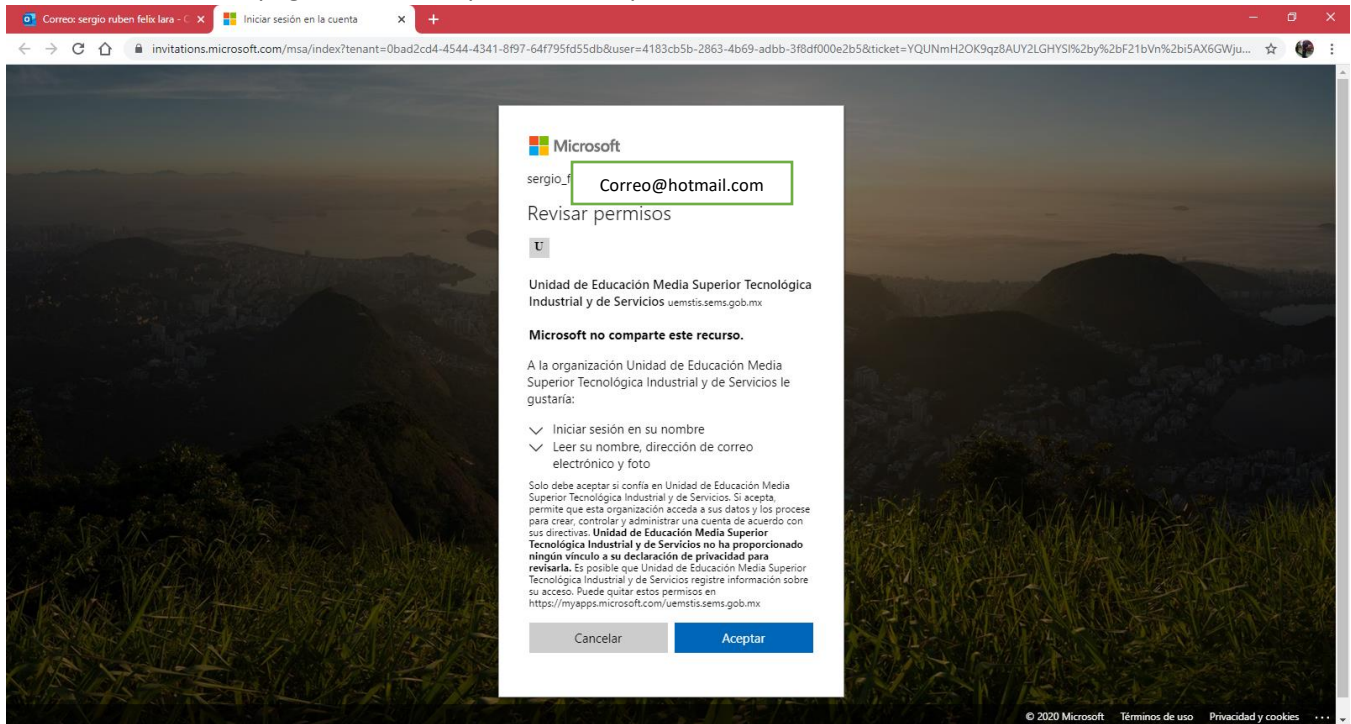 Correo: sergio ruben felix lara - O
Iniciar sesión en la cuenta
invitations.microsoft.com/msa/index?tenant=0bad2cd4-4544-4341-8f97-64f795fd55db&user=4183cb5b-2863-4b69-adbb-3f8df000e2b5&ticket=YQUNmH2OK9qz8AUY2LGHYSl%2by%2bF21bVn%2bi5AX6GWju...
Microsoft
sergio_f
Correo@hotmail.com
Revisar permisos
U
Unidad de Educación Media Superior Tecnológica
Industrial y de Servicios uemstis.sems.gob.mx
Microsoft no comparte este recurso.
A la organización Unidad de Educación Media
Superior Tecnológica Industrial y de Servicios le
gustaría:
Iniciar sesión en su nombre
Leer su nombre, dirección de correo
electrónico y foto
Solo debe aceptar si confía en Unidad de Educación Media
Superior Tecnológica Industrial y de Servicios. Si acepta,
permite que esta organización acceda a sus datos y los procese
para crear, controlar y administrar una cuenta de acuerdo con
sus directivas. Unidad de Educación Media Superior
Tecnológica Industrial y de Servicios no ha proporcionado
ningún vínculo a su declaración de privacidad para
revisarla. Es posible que Unidad de Educación Media Superior
Tecnológica Industrial y de Servicios registre información sobre
su acceso. Puede quitar estos permisos en
https://myapps.microsoft.com/uemstis.sems.gob.mx
Cancelar
Aceptar
© 2020 Microsoft Términos de uso Privacidad y cookies ...